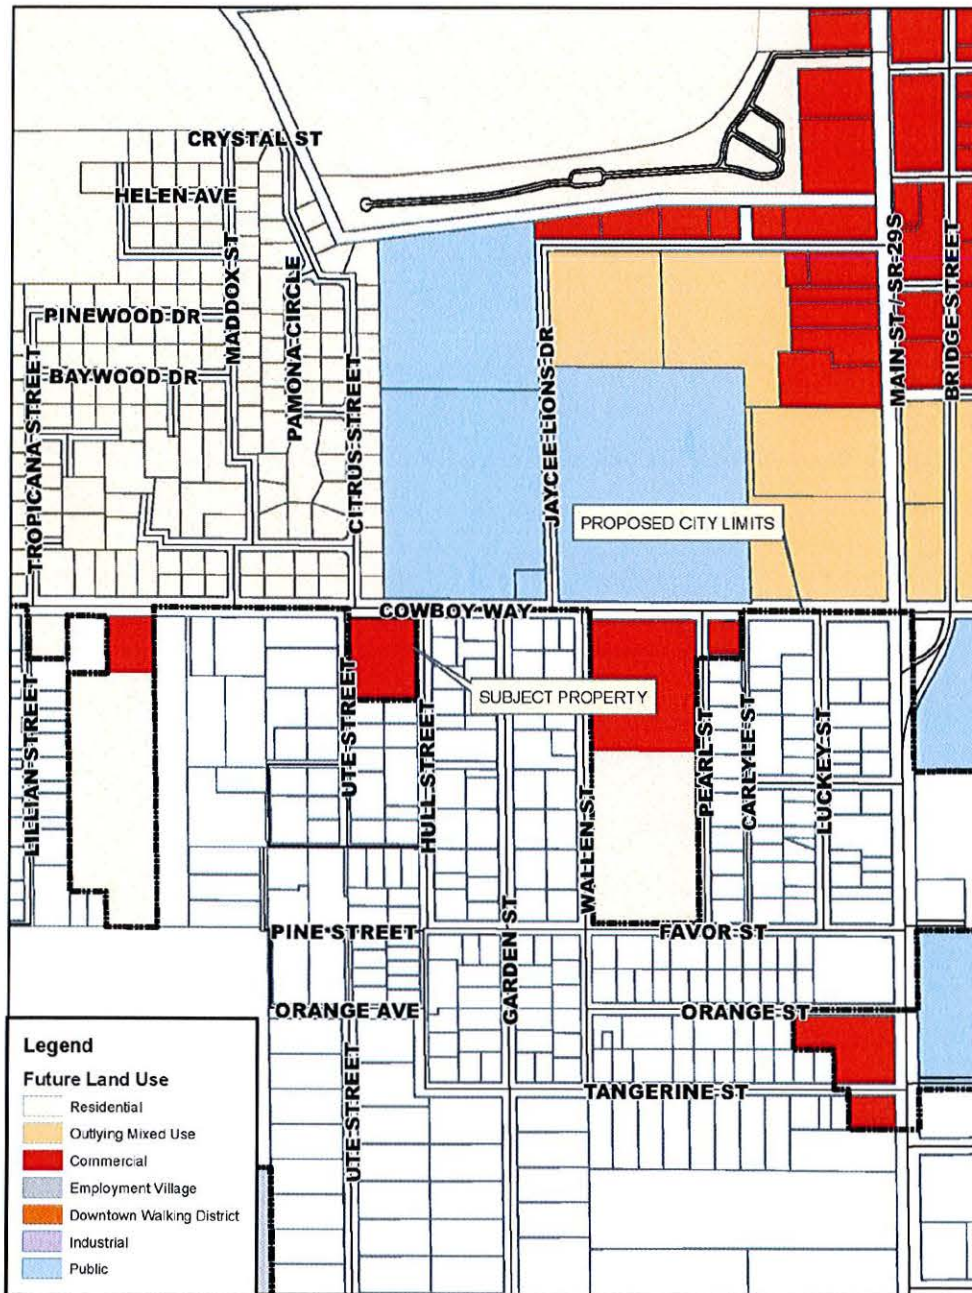 CRYSTAL ST
HELEN AVE
MADDOX ST
PAMONA CIRCLE
PINEWOOD DR
BAYWOOD DR
TROPICANA STREET
CITRUS STREET
JAYCEE LIONS DR
MAIN ST / SR 29S
BRIDGE STREET
PROPOSED CITY LIMITS
COWBOY WAY
SUBJECT PROPERTY
LILLIAN STREET
UTE STREET
HULL STREET
GARDEN ST
WALLEN ST
PEARL ST
CARLYLE ST
LUCKEY ST
PINE STREET
FAVOR ST
ORANGE AVE
ORANGE ST
UTE STREET
TANGERINE ST
Legend
Future Land Use
Residential
Outlying Mixed Use
Commercial
Employment Village
Downtown Walking District
Industrial
Public